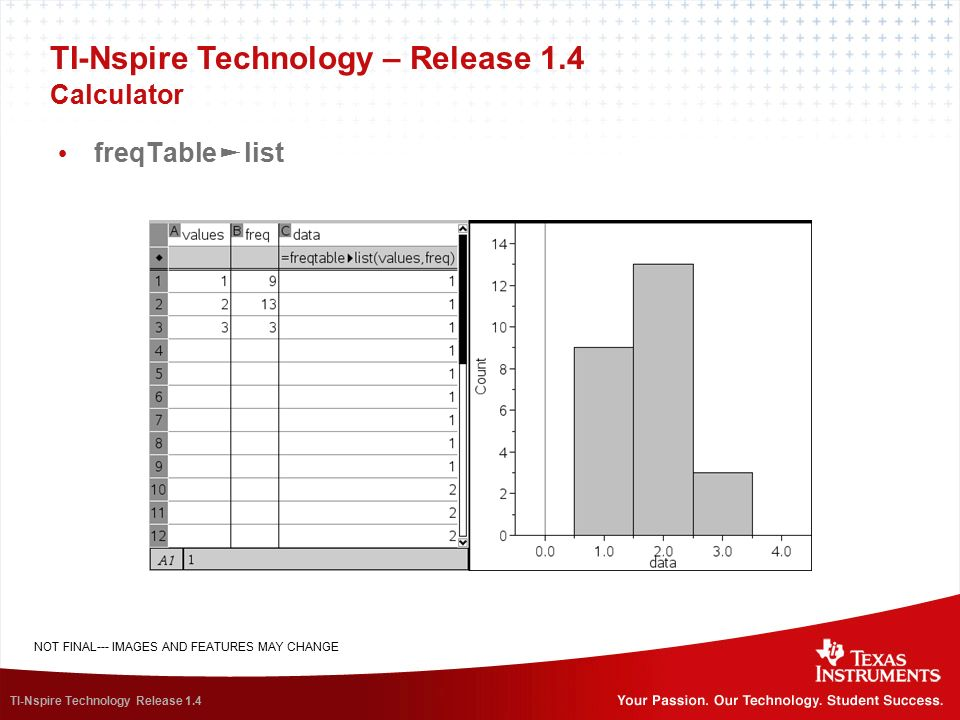 TI-Nspire Technology – Release 1.4
Calculator
• freqTable►list
A values B freq C data
◆ =freqtable▶list(values,freq)
1 1 9 1
2 2 13 1
3 3 3 1
4 1
5 1
6 1
7 1
8 1
9 1
10 2
11 2
12 2
A1 1
14
12
10
8
6
4
2
0
Count
0.0 1.0 2.0 3.0 4.0
data
NOT FINAL--- IMAGES AND FEATURES MAY CHANGE
TEXAS
INSTRUMENTS
TI-Nspire Technology Release 1.4
Your Passion. Our Technology. Student Success.